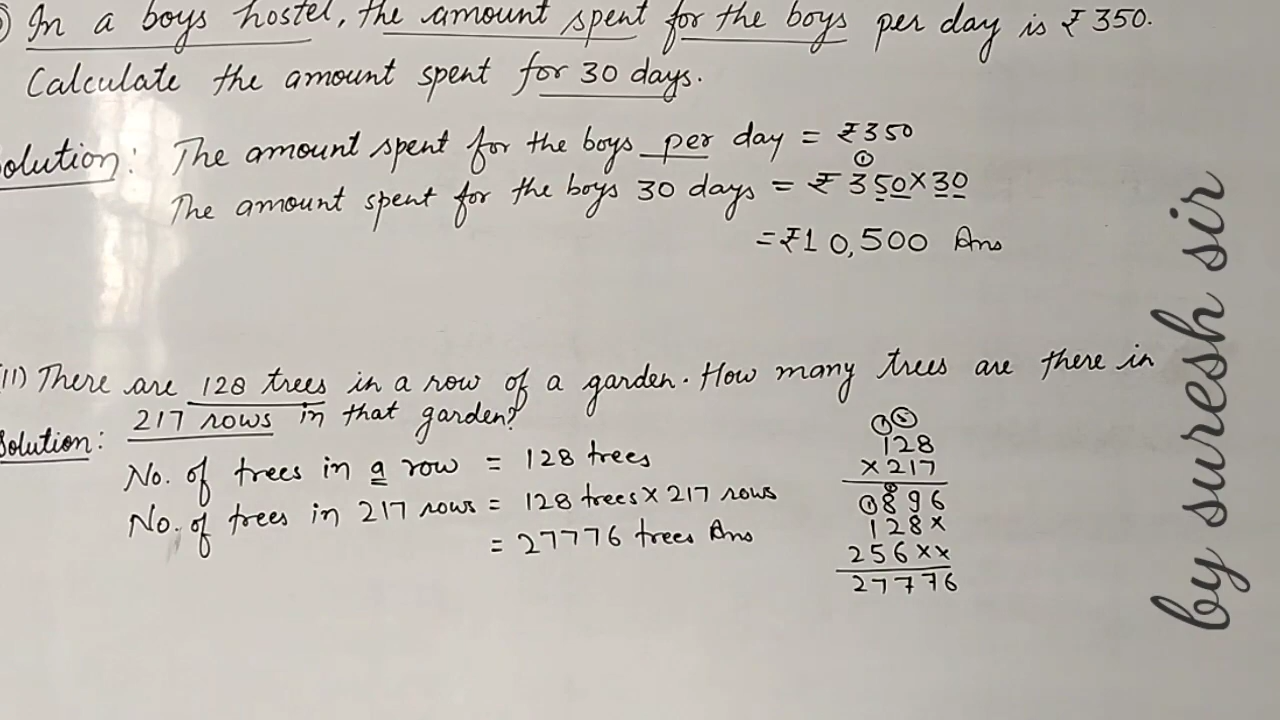 ) In a boys hostel, the amount spent for the boys per day is ₹350.
Calculate the amount spent for 30 days.
olution: The amount spent for the boys per day = ₹350
1
The amount spent for the boys 30 days = ₹350×30
=₹10,500 Ans
11) There are 128 trees in a row of a garden. How many trees are there in
217 rows in that garden?
Solution:
No. of trees in a row = 128 trees
No. of trees in 217 rows = 128 trees × 217 rows
= 27776 trees Ans
128
×217
896
128×
256××
27776
by suresh sir